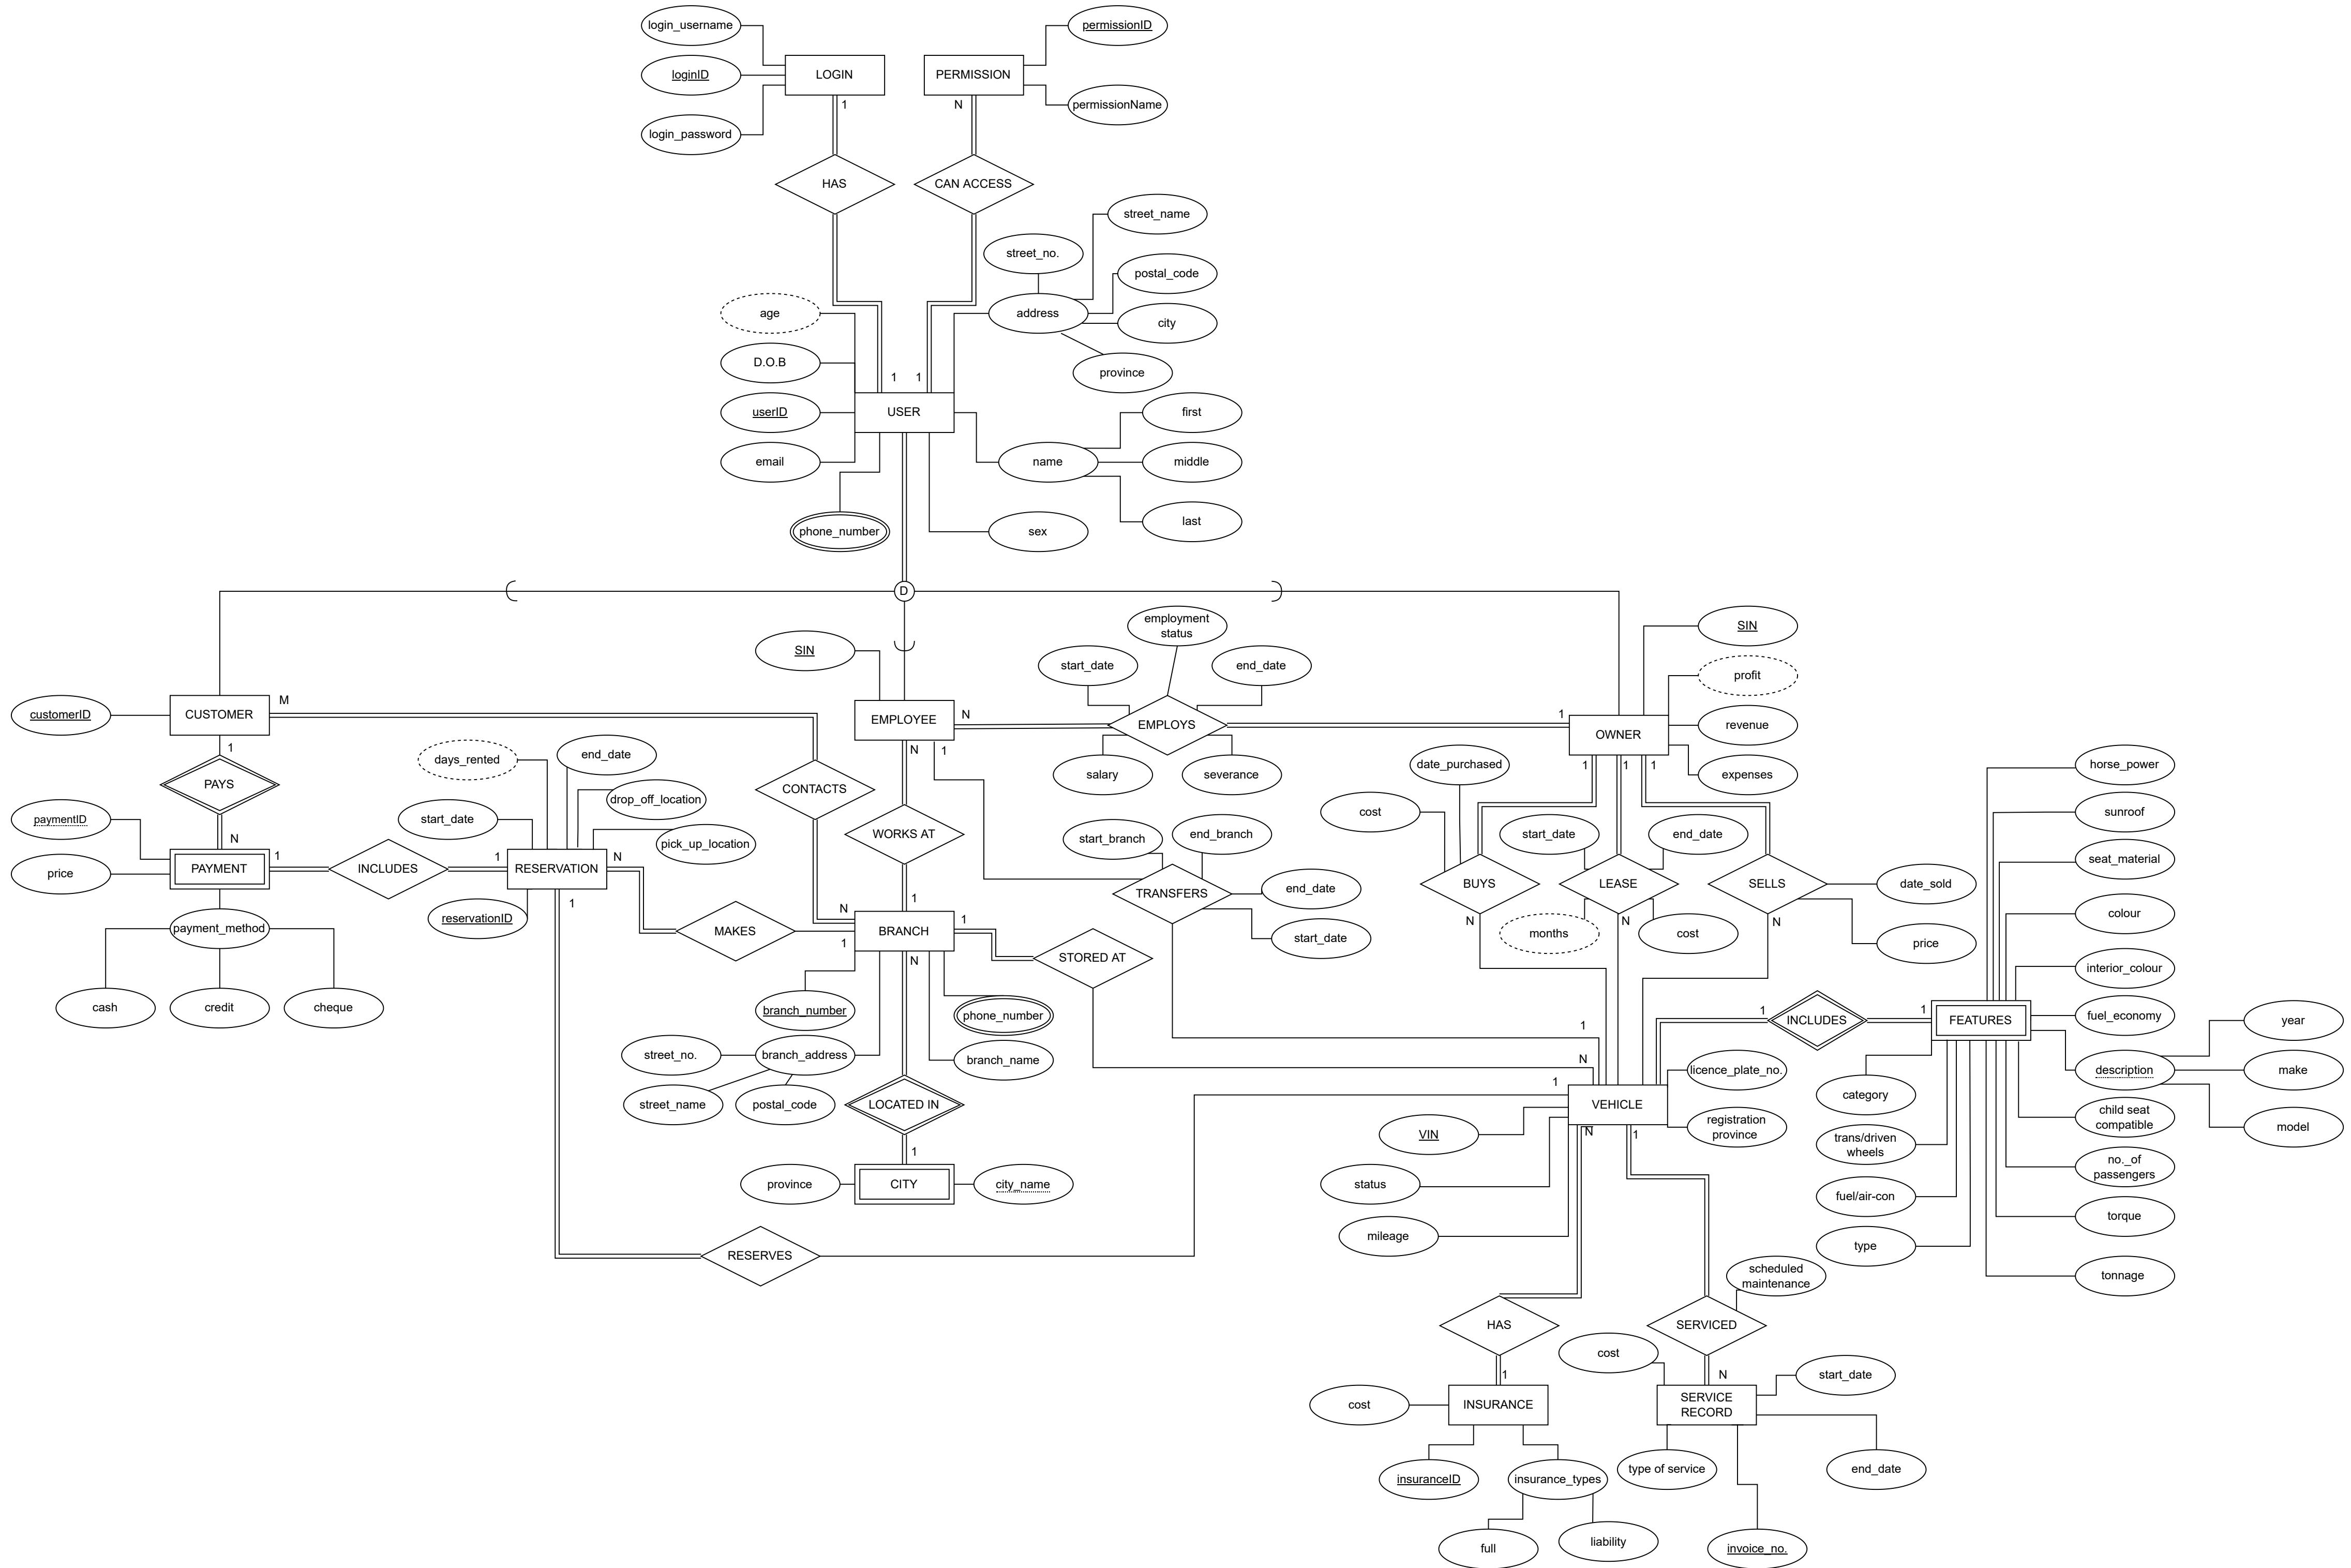 login_username
permissionID
loginID
LOGIN
PERMISSION
1
N
permissionName
login_password
HAS
CAN ACCESS
street_name
street_no.
postal_code
age
address
city
D.O.B
province
1
1
userID
USER
first
email
name
middle
phone_number
sex
last
D
employment
status
SIN
SIN
start_date
end_date
profit
M
customerID
CUSTOMER
EMPLOYEE
N
EMPLOYS
1
OWNER
revenue
1
N
1
days_rented
end_date
salary
severance
date_purchased
1
1
1
expenses
horse_power
PAYS
CONTACTS
drop_off_location
cost
sunroof
paymentID
start_date
WORKS AT
start_branch
end_branch
start_date
end_date
N
pick_up_location
seat_material
1
1
N
PAYMENT
INCLUDES
RESERVATION
price
TRANSFERS
end_date
BUYS
LEASE
SELLS
date_sold
1
1
N
1
colour
reservationID
N
N
N
payment_method
MAKES
1
BRANCH
start_date
months
cost
price
N
STORED AT
interior_colour
cash
credit
cheque
branch_number
phone_number
1
1
1
INCLUDES
FEATURES
fuel_economy
year
street_no.
branch_address
branch_name
N
licence_plate_no.
description
make
1
category
street_name
postal_code
LOCATED IN
VEHICLE
child seat
compatible
VIN
N
1
registration
province
model
trans/driven
wheels
1
no._of
passengers
province
CITY
city_name
status
fuel/air-con
torque
mileage
type
RESERVES
scheduled
maintenance
tonnage
HAS
SERVICED
cost
1
N
start_date
cost
INSURANCE
SERVICE
RECORD
insuranceID
insurance_types
type of service
end_date
full
liability
invoice_no.